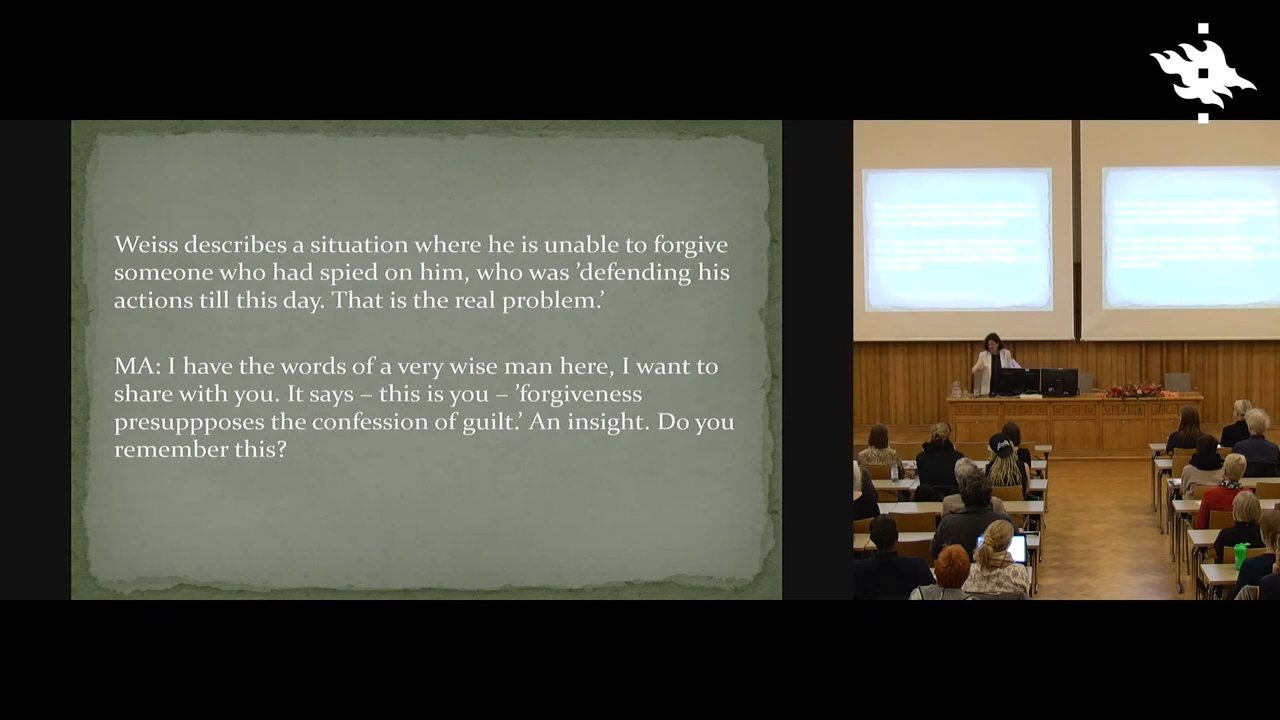 Weiss describes a situation where he is unable to forgive
someone who had spied on him, who was ’defending his
actions till this day. That is the real problem.’
MA: I have the words of a very wise man here, I want to
share with you. It says – this is you – ’forgiveness
presuppposes the confession of guilt.’ An insight. Do you
remember this?